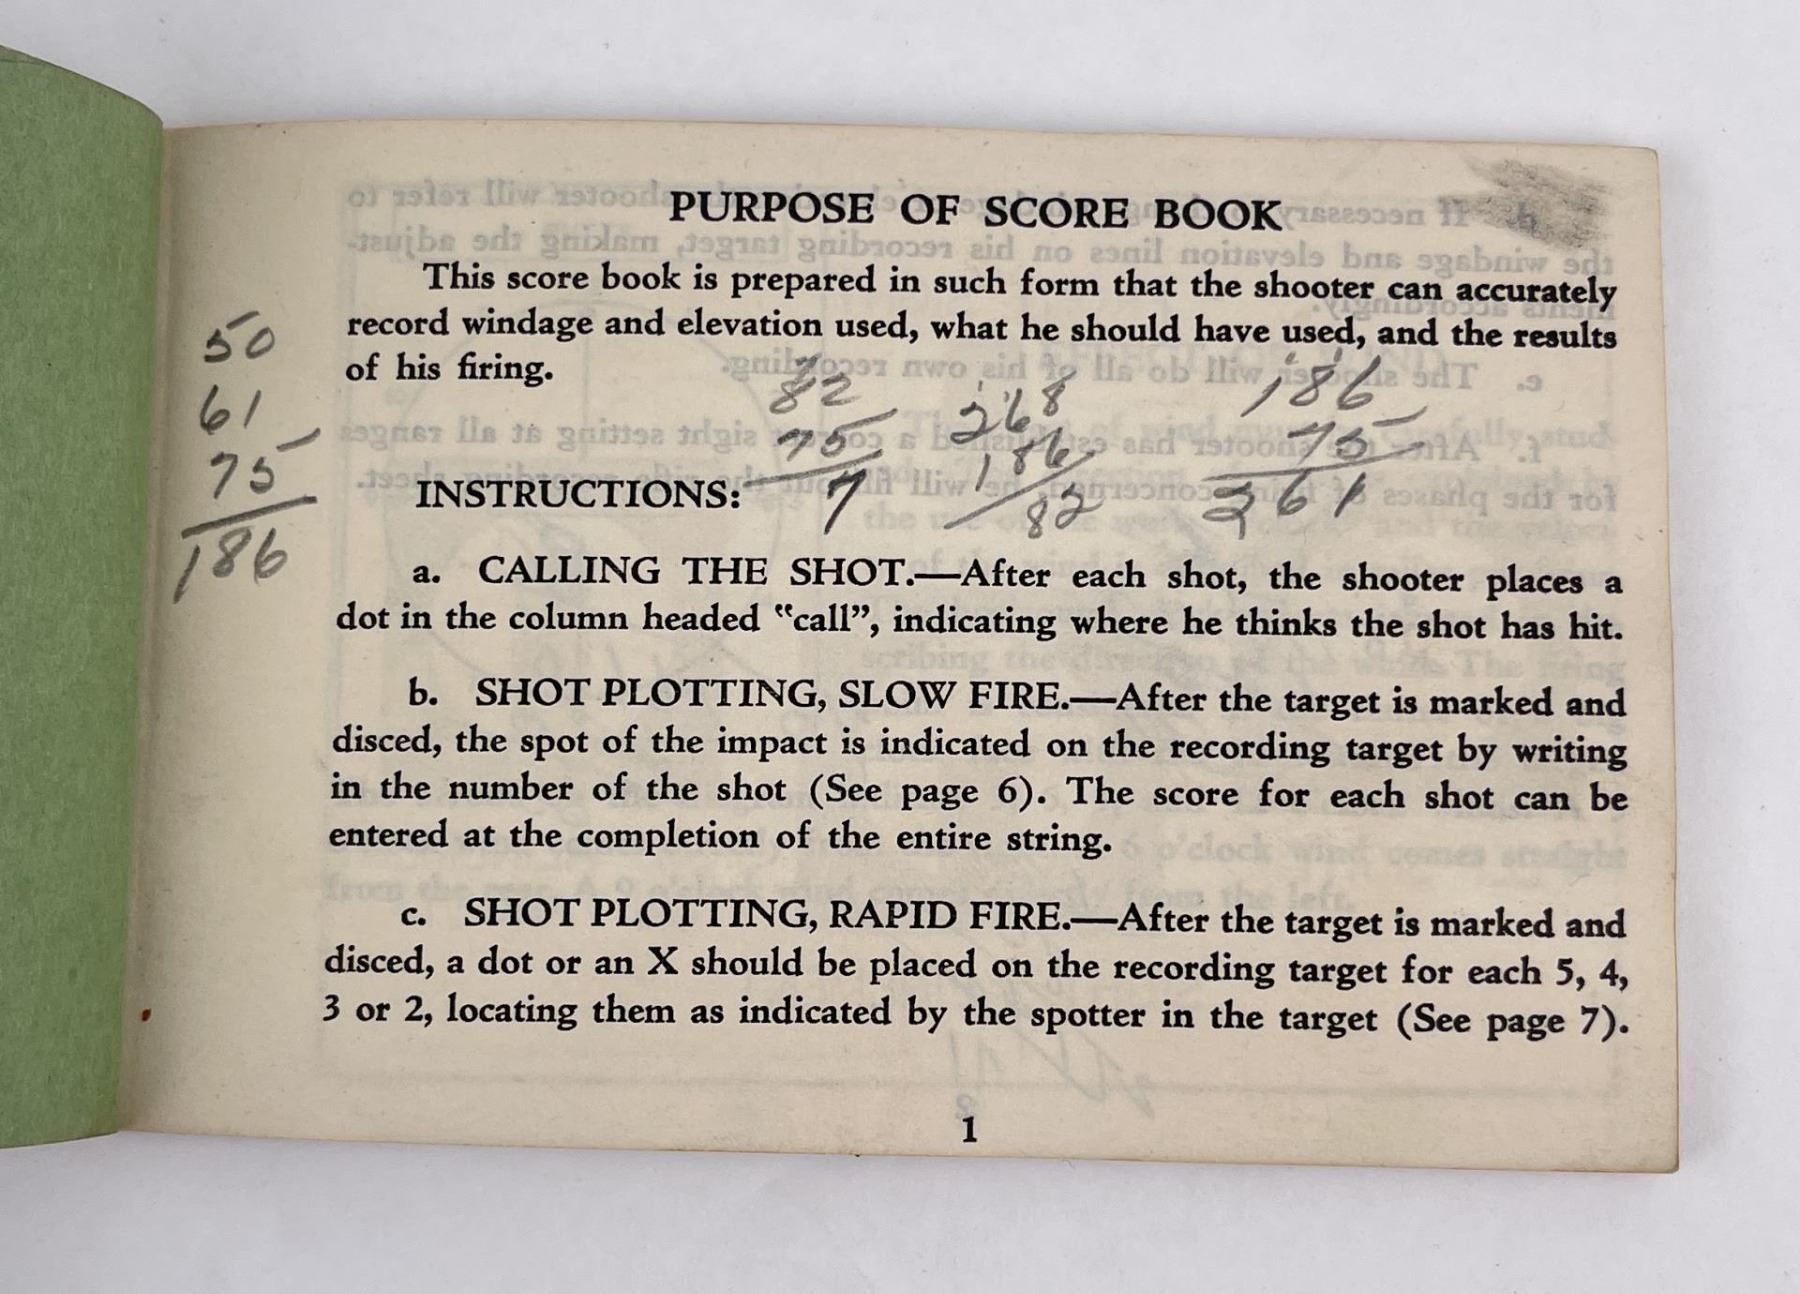 PURPOSE OF SCORE BOOK
This score book is prepared in such form that the shooter can accurately
record windage and elevation used, what he should have used, and the results
of his firing.
50
61
75
186
82
75
7
268
186
82
186
75
261
INSTRUCTIONS:
a. CALLING THE SHOT.—After each shot, the shooter places a
dot in the column headed "call", indicating where he thinks the shot has hit.
b. SHOT PLOTTING, SLOW FIRE.—After the target is marked and
disced, the spot of the impact is indicated on the recording target by writing
in the number of the shot (See page 6). The score for each shot can be
entered at the completion of the entire string.
c. SHOT PLOTTING, RAPID FIRE.—After the target is marked and
disced, a dot or an X should be placed on the recording target for each 5, 4,
3 or 2, locating them as indicated by the spotter in the target (See page 7).
1